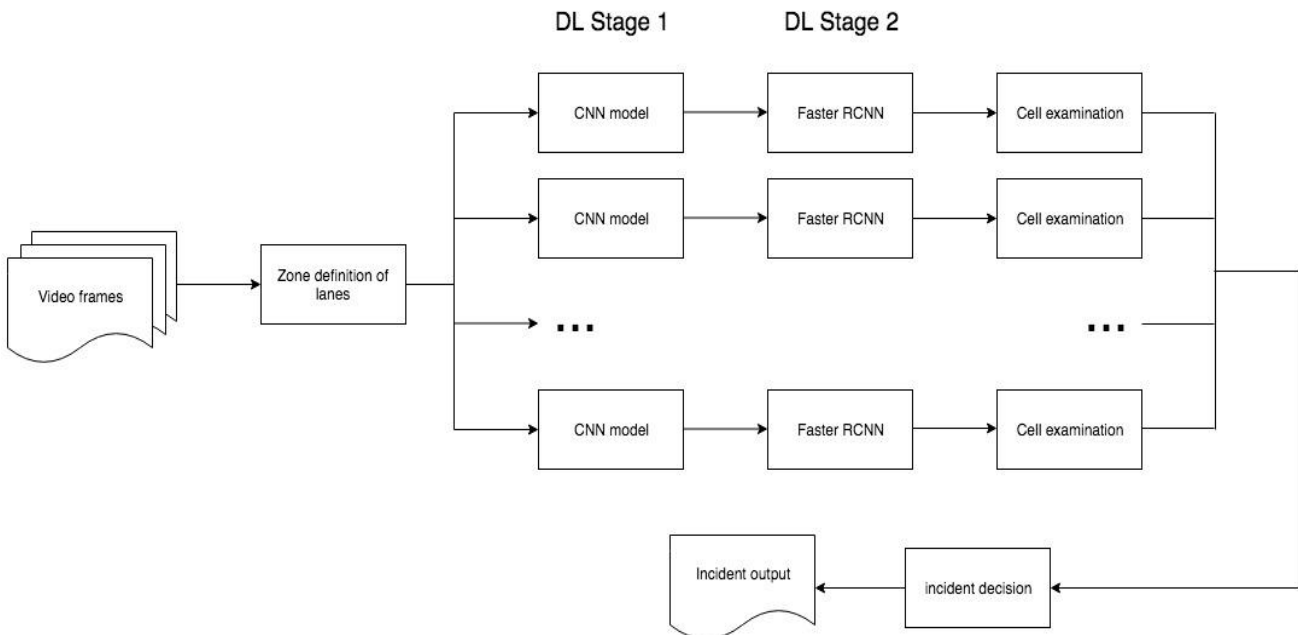 DL Stage 1
DL Stage 2
CNN model
Faster RCNN
Cell examination
CNN model
Faster RCNN
Cell examination
Video frames
Zone definition of
lanes
...
...
CNN model
Faster RCNN
Cell examination
Incident output
incident decision